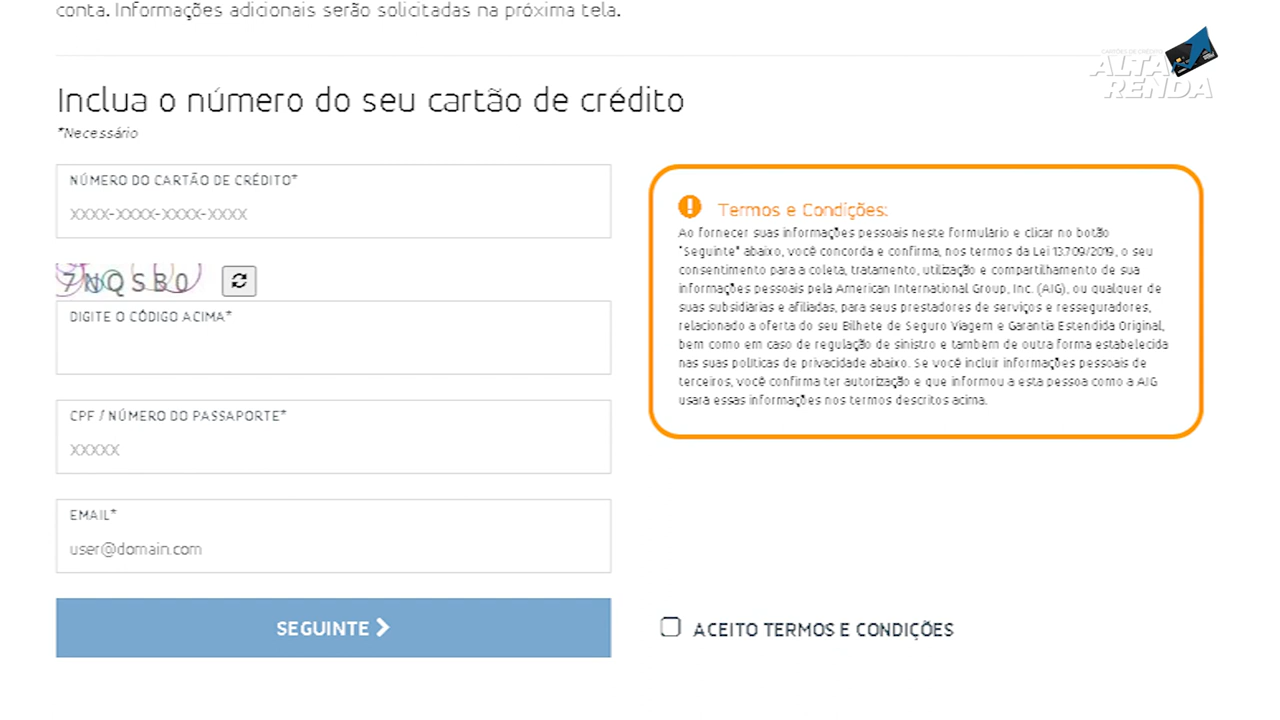 conta. Informações adicionais serão solicitadas na próxima tela.
CARTÕES DE CRÉDITO
ALTA
RENDA
Inclua o número do seu cartão de crédito
*Necessário
NÚMERO DO CARTÃO DE CRÉDITO*
XXXX-XXXX-XXXX-XXXX
7NQSB0
DIGITE O CÓDIGO ACIMA*
CPF / NÚMERO DO PASSAPORTE*
XXXXX
EMAIL*
user@domain.com
SEGUINTE
Termos e Condições:
Ao fornecer suas informações pessoais neste formulário e clicar no botão
"Seguinte" abaixo, você concorda e confirma, nos termos da Lei 13.709/2019, o seu
consentimento para a coleta, tratamento, utilização e compartilhamento de sua
informações pessoais pela American International Group, Inc. (AIG), ou qualquer de
suas subsidiárias e afiliadas, para seus prestadores de serviços e resseguradores,
relacionado a oferta do seu Bilhete de Seguro Viagem e Garantia Estendida Original,
bem como em caso de regulação de sinistro e também de outra forma estabelecida
nas suas políticas de privacidade abaixo. Se você incluir informações pessoais de
terceiros, você confirma ter autorização e que informou a esta pessoa como a AIG
usará essas informações nos termos descritos acima.
ACEITO TERMOS E CONDIÇÕES